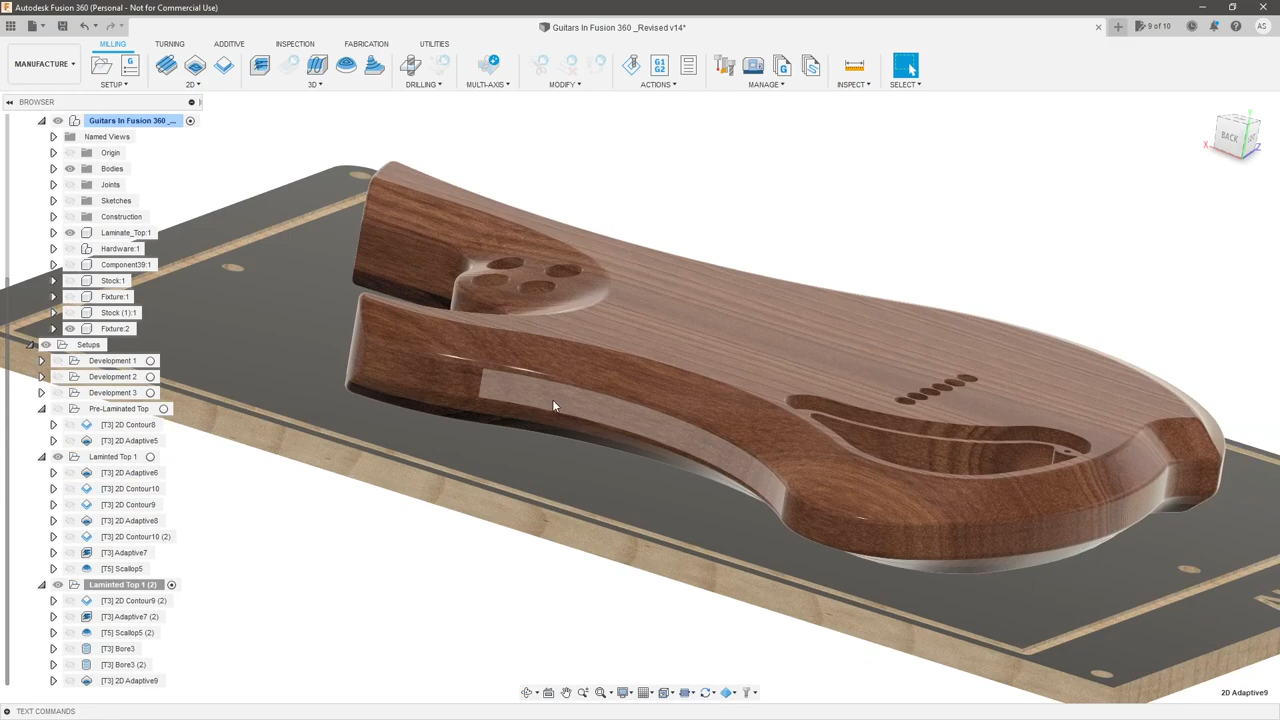 Autodesk Fusion 360 (Personal - Not for Commercial Use)
Guitars In Fusion 360 _Revised v14*
9 of 10
AS
MILLING
TURNING
ADDITIVE
INSPECTION
FABRICATION
UTILITIES
MANUFACTURE
G
G1
G2
G
SETUP
2D
3D
DRILLING
MULTI-AXIS
MODIFY
ACTIONS
MANAGE
INSPECT
SELECT
BROWSER
Guitars In Fusion 360 _...
Named Views
Origin
Bodies
Joints
Sketches
Construction
Laminate_Top:1
Hardware:1
Component39:1
Stock:1
Fixture:1
Stock (1):1
Fixture:2
Setups
Development 1
Development 2
Development 3
Pre-Laminated Top
[T3] 2D Contour8
[T3] 2D Adaptive5
Laminted Top 1
[T3] 2D Adaptive6
[T3] 2D Contour10
[T3] 2D Contour9
[T3] 2D Adaptive8
[T3] 2D Contour10 (2)
[T3] Adaptive7
[T5] Scallop5
Laminted Top 1 (2)
[T3] 2D Contour9 (2)
[T3] Adaptive7 (2)
[T5] Scallop5 (2)
[T3] Bore3
[T3] Bore3 (2)
[T3] 2D Adaptive9
BACK
X
Y
Z
2D Adaptive9
TEXT COMMANDS